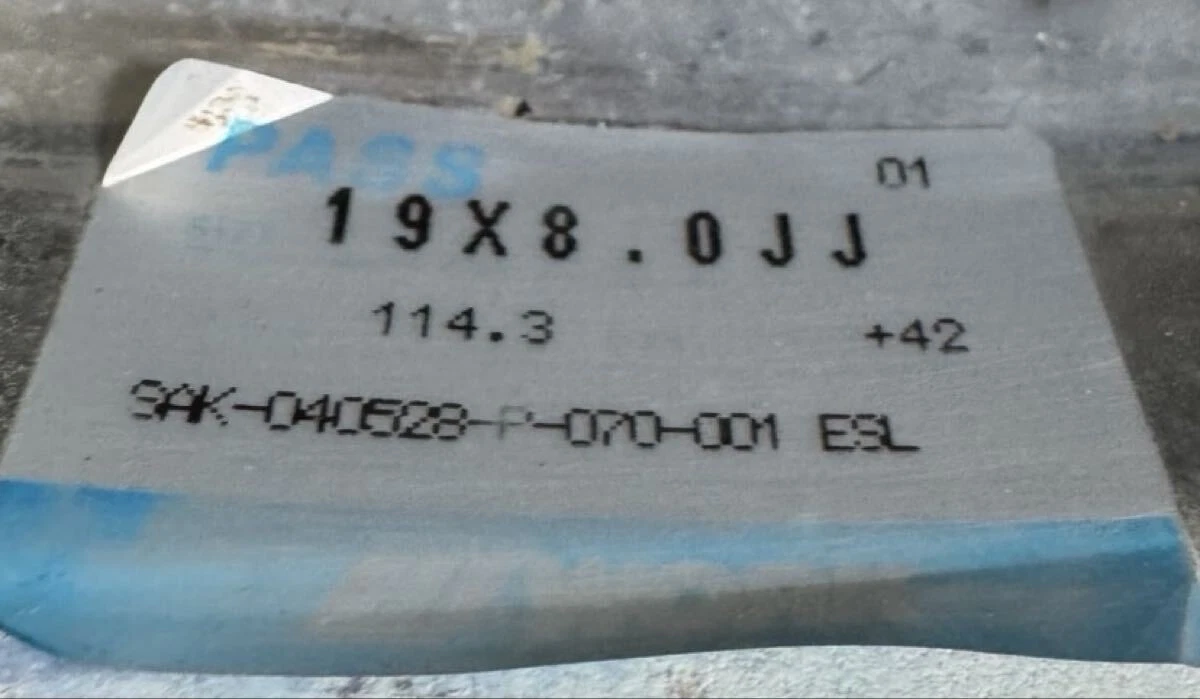 PASS
01
19X8.0JJ
114.3 +42
SAK-040528-P-070-001 ESL